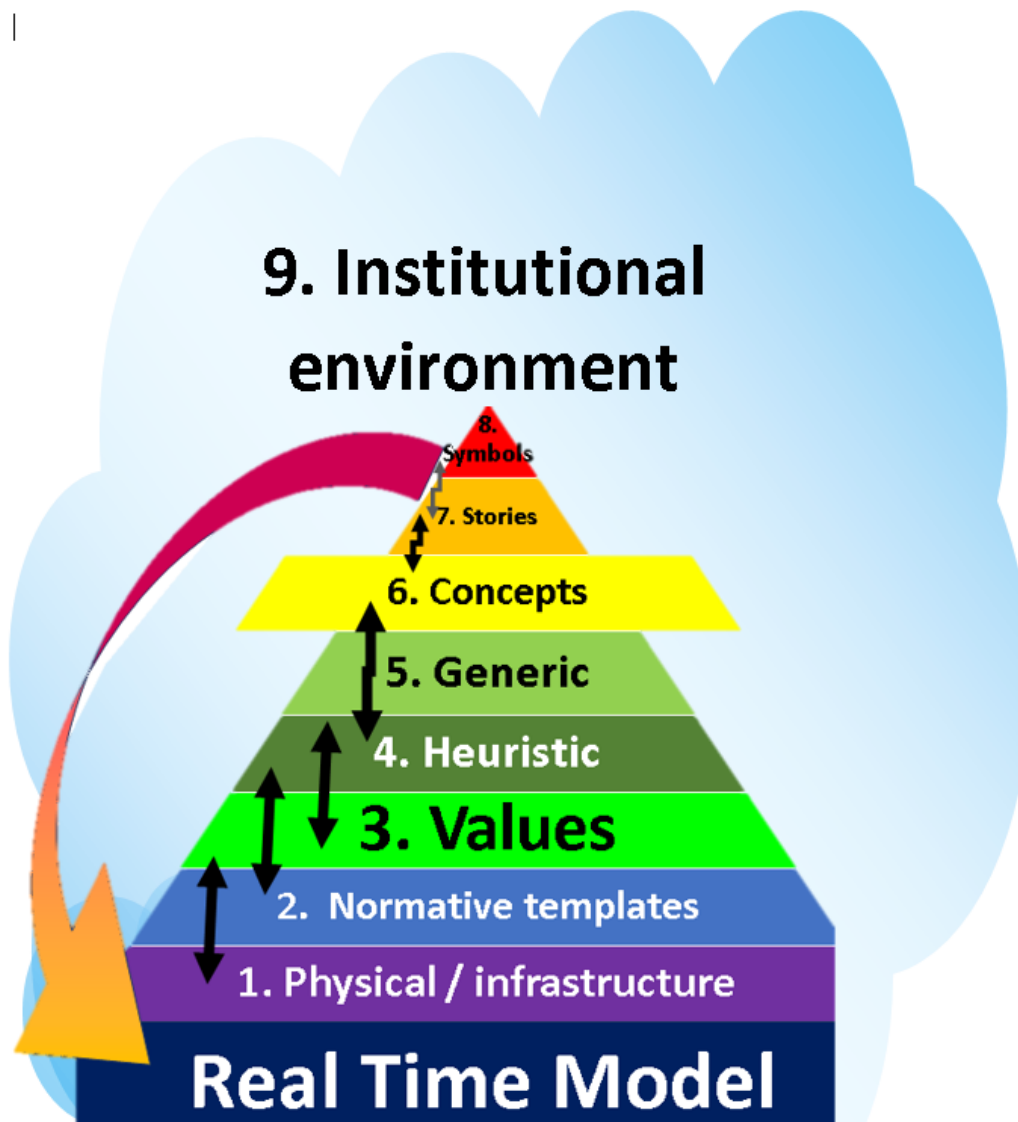 9. Institutional
environment
8.
Symbols
7. Stories
6. Concepts
5. Generic
4. Heuristic
3. Values
2. Normative templates
1. Physical / infrastructure
Real Time Model